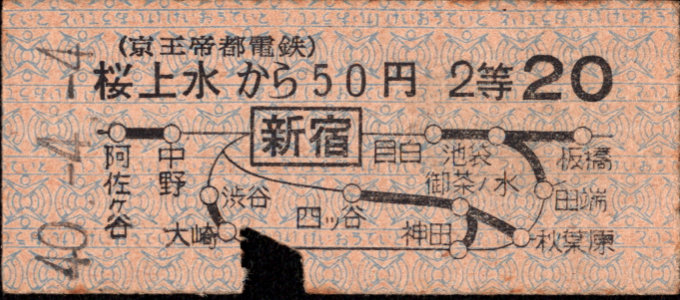 (京王帝都電鉄)
桜上水から50円 2等 20
40.-4.-4
新宿
阿佐ヶ谷
中野
目白
池袋
板橋
渋谷
大崎
四ッ谷
御茶ノ水
神田
田端
秋葉原